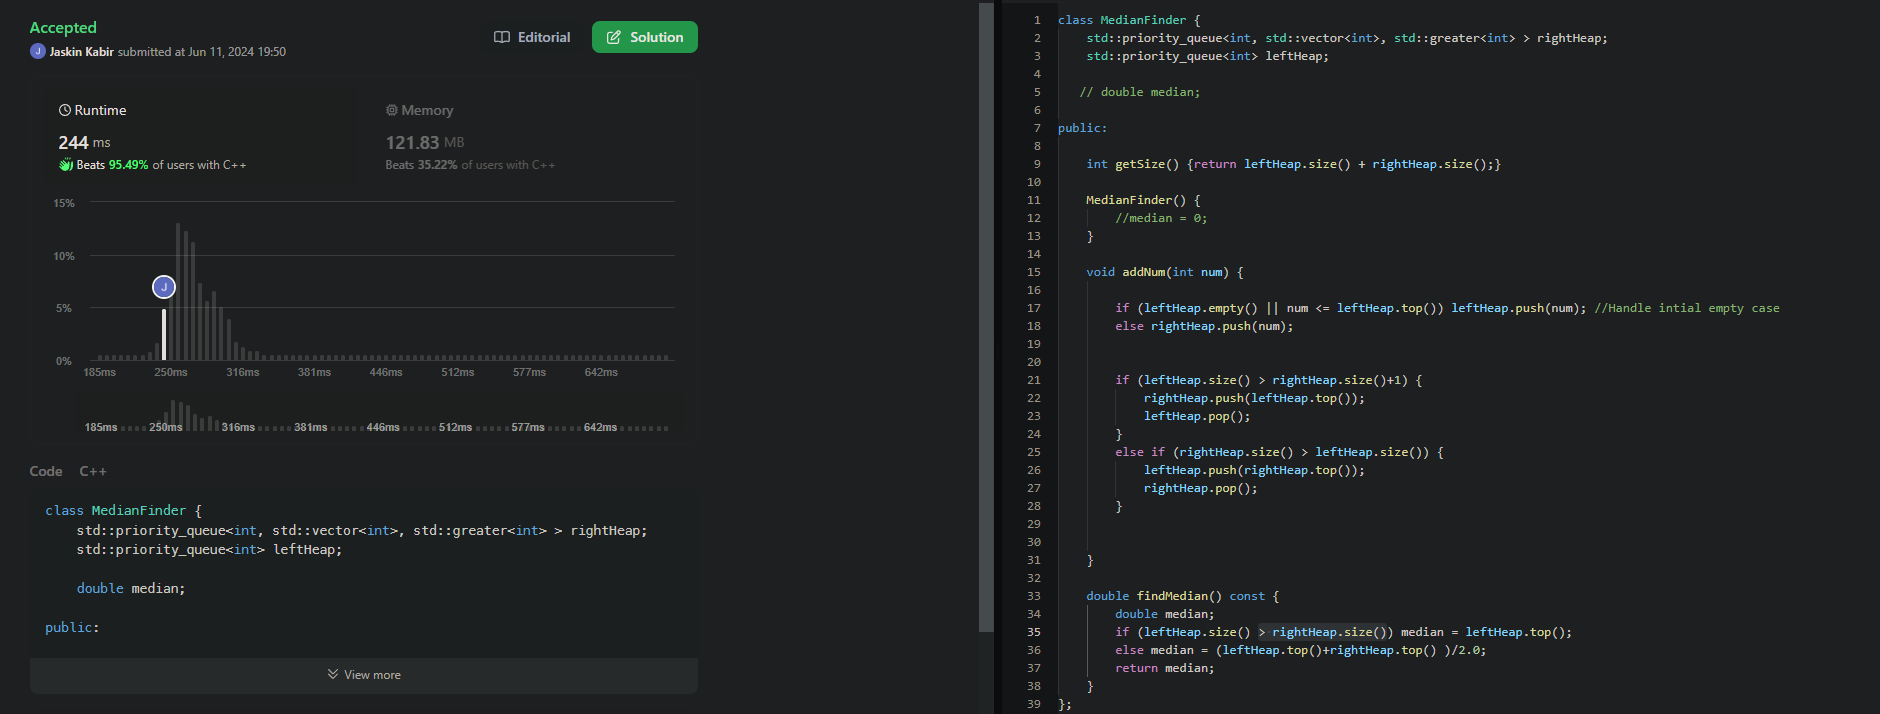 Accepted
J Jaskin Kabir submitted at Jun 11, 2024 19:50
Editorial
Solution
Runtime
244 ms
Beats 95.49% of users with C++
Memory
121.83 MB
Beats 35.22% of users with C++
15%
10%
5%
0%
J
185ms 250ms 316ms 381ms 446ms 512ms 577ms 642ms
185ms 250ms 316ms 381ms 446ms 512ms 577ms 642ms
Code C++
class MedianFinder {
    std::priority_queue<int, std::vector<int>, std::greater<int> > rightHeap;
    std::priority_queue<int> leftHeap;
    double median;
public:
View more
1 class MedianFinder {
2     std::priority_queue<int, std::vector<int>, std::greater<int> > rightHeap;
3     std::priority_queue<int> leftHeap;
4
5    // double median;
6
7 public:
8
9     int getSize() {return leftHeap.size() + rightHeap.size();}
10
11     MedianFinder() {
12         //median = 0;
13     }
14
15     void addNum(int num) {
16
17         if (leftHeap.empty() || num <= leftHeap.top()) leftHeap.push(num); //Handle intial empty case
18         else rightHeap.push(num);
19
20
21         if (leftHeap.size() > rightHeap.size()+1) {
22             rightHeap.push(leftHeap.top());
23             leftHeap.pop();
24         }
25         else if (rightHeap.size() > leftHeap.size()) {
26             leftHeap.push(rightHeap.top());
27             rightHeap.pop();
28         }
29
30
31     }
32
33     double findMedian() const {
34         double median;
35         if (leftHeap.size() > rightHeap.size()) median = leftHeap.top();
36         else median = (leftHeap.top()+rightHeap.top() )/2.0;
37         return median;
38     }
39 };